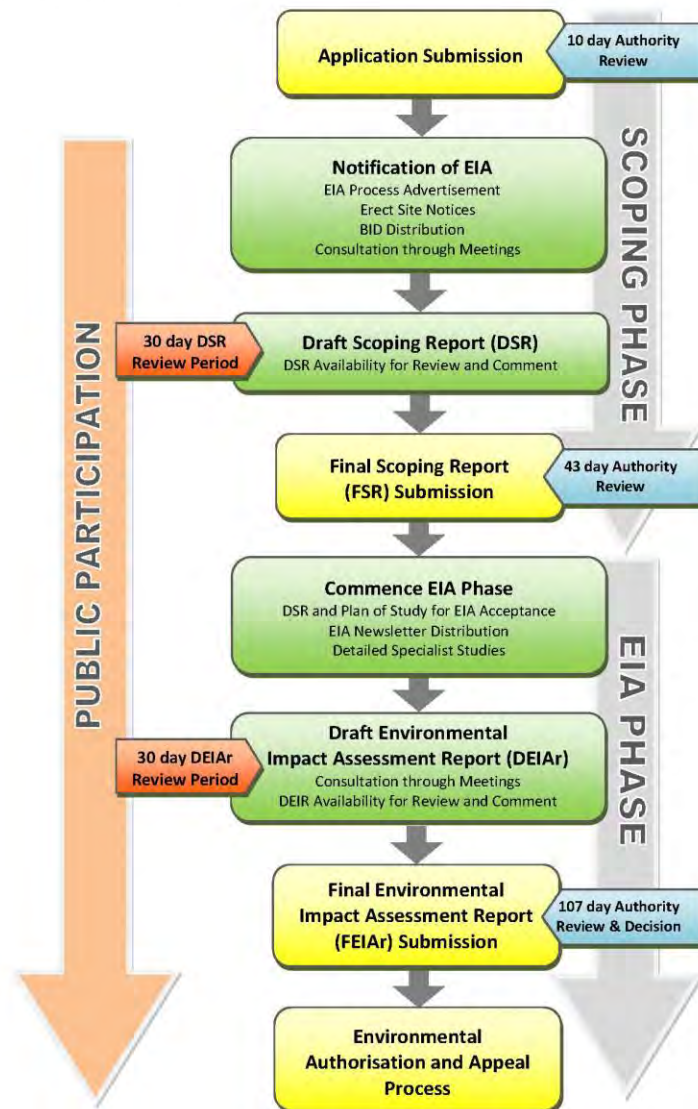 Application Submission
10 day Authority
Review
SCOPING PHASE
PUBLIC PARTICIPATION
Notification of EIA
EIA Process Advertisement
Erect Site Notices
BID Distribution
Consultation through Meetings
30 day DSR
Review Period
Draft Scoping Report (DSR)
DSR Availability for Review and Comment
Final Scoping Report
(FSR) Submission
43 day Authority
Review
Commence EIA Phase
DSR and Plan of Study for EIA Acceptance
EIA Newsletter Distribution
Detailed Specialist Studies
EIA PHASE
30 day DEIAr
Review Period
Draft Environmental
Impact Assessment Report (DEIAr)
Consultation through Meetings
DEIR Availability for Review and Comment
Final Environmental
Impact Assessment Report
(FEIAr) Submission
107 day Authority
Review & Decision
Environmental
Authorisation and Appeal
Process